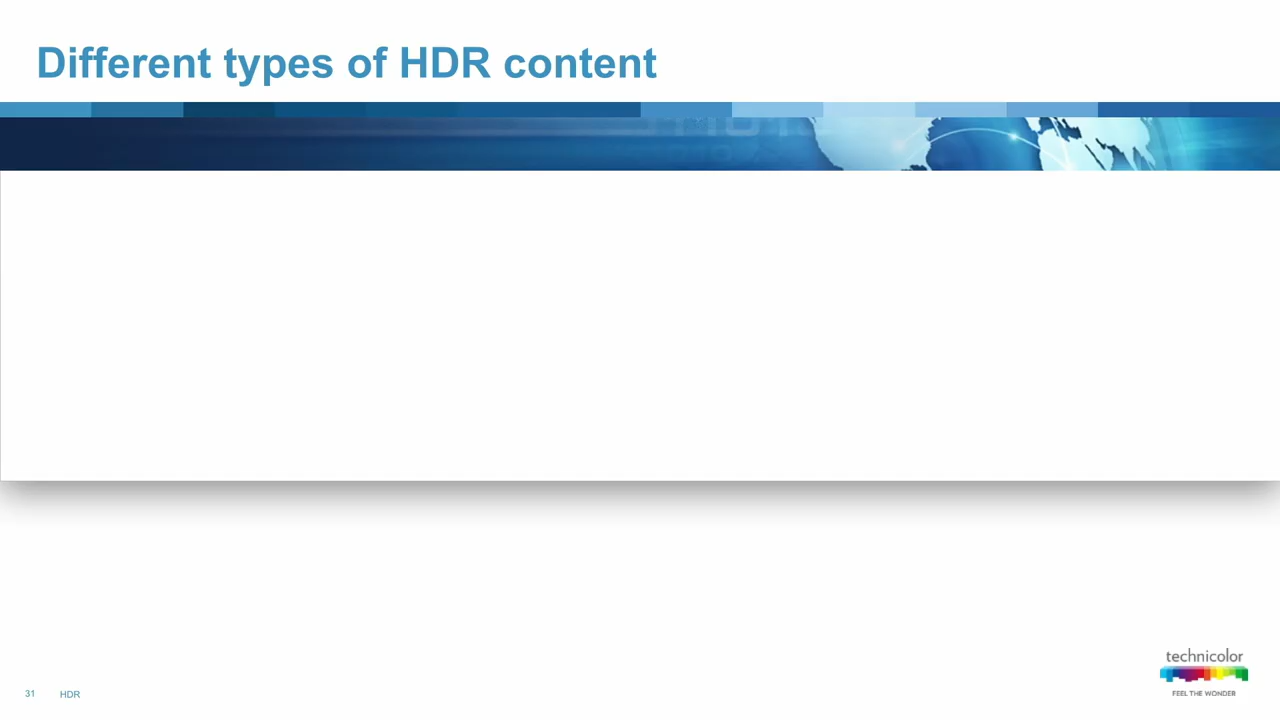 Different types of HDR content
technicolor
FEEL THE WONDER
31 HDR